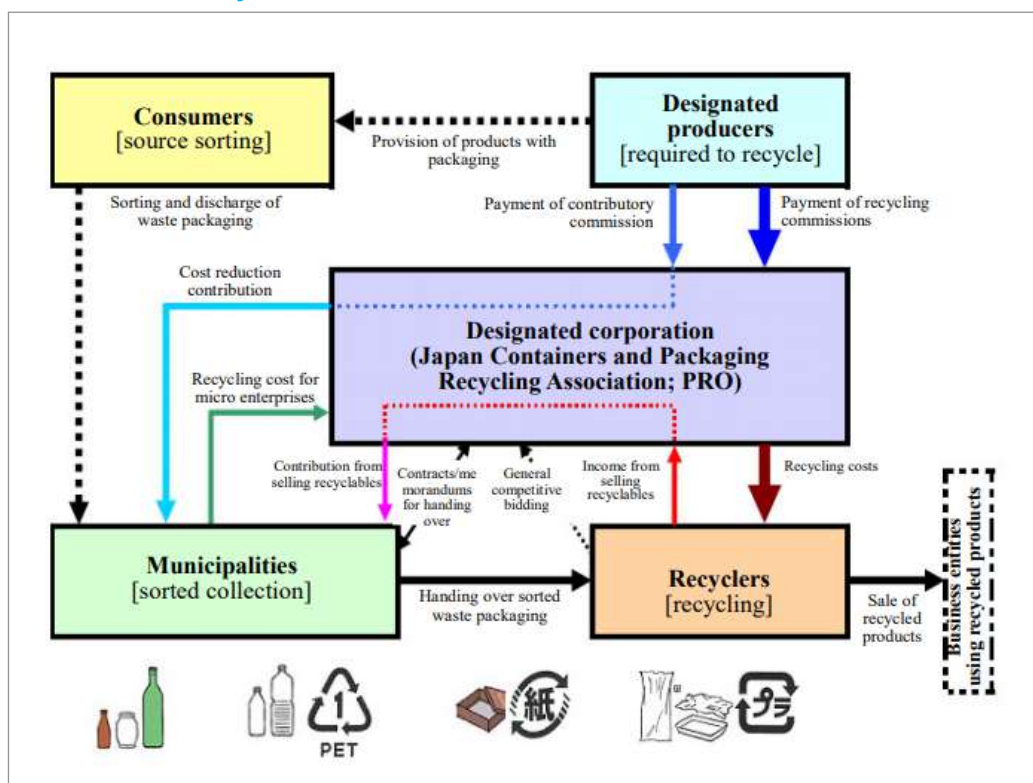 Consumers
[source sorting]
Designated
producers
[required to recycle]
Provision of products with
packaging
Sorting and discharge of
waste packaging
Payment of contributory
commission
Payment of recycling
commissions
Cost reduction
contribution
Designated corporation
(Japan Containers and Packaging
Recycling Association; PRO)
Recycling cost for
micro enterprises
Contribution from
selling recyclables
Contracts/me
morandums
for handing
over
General
competitive
bidding
Income from
selling
recyclables
Recycling costs
Municipalities
[sorted collection]
Handing over sorted
waste packaging
Recyclers
[recycling]
Sale of
recycled
products
Business entities
using recycled products
1
PET
紙
プラ